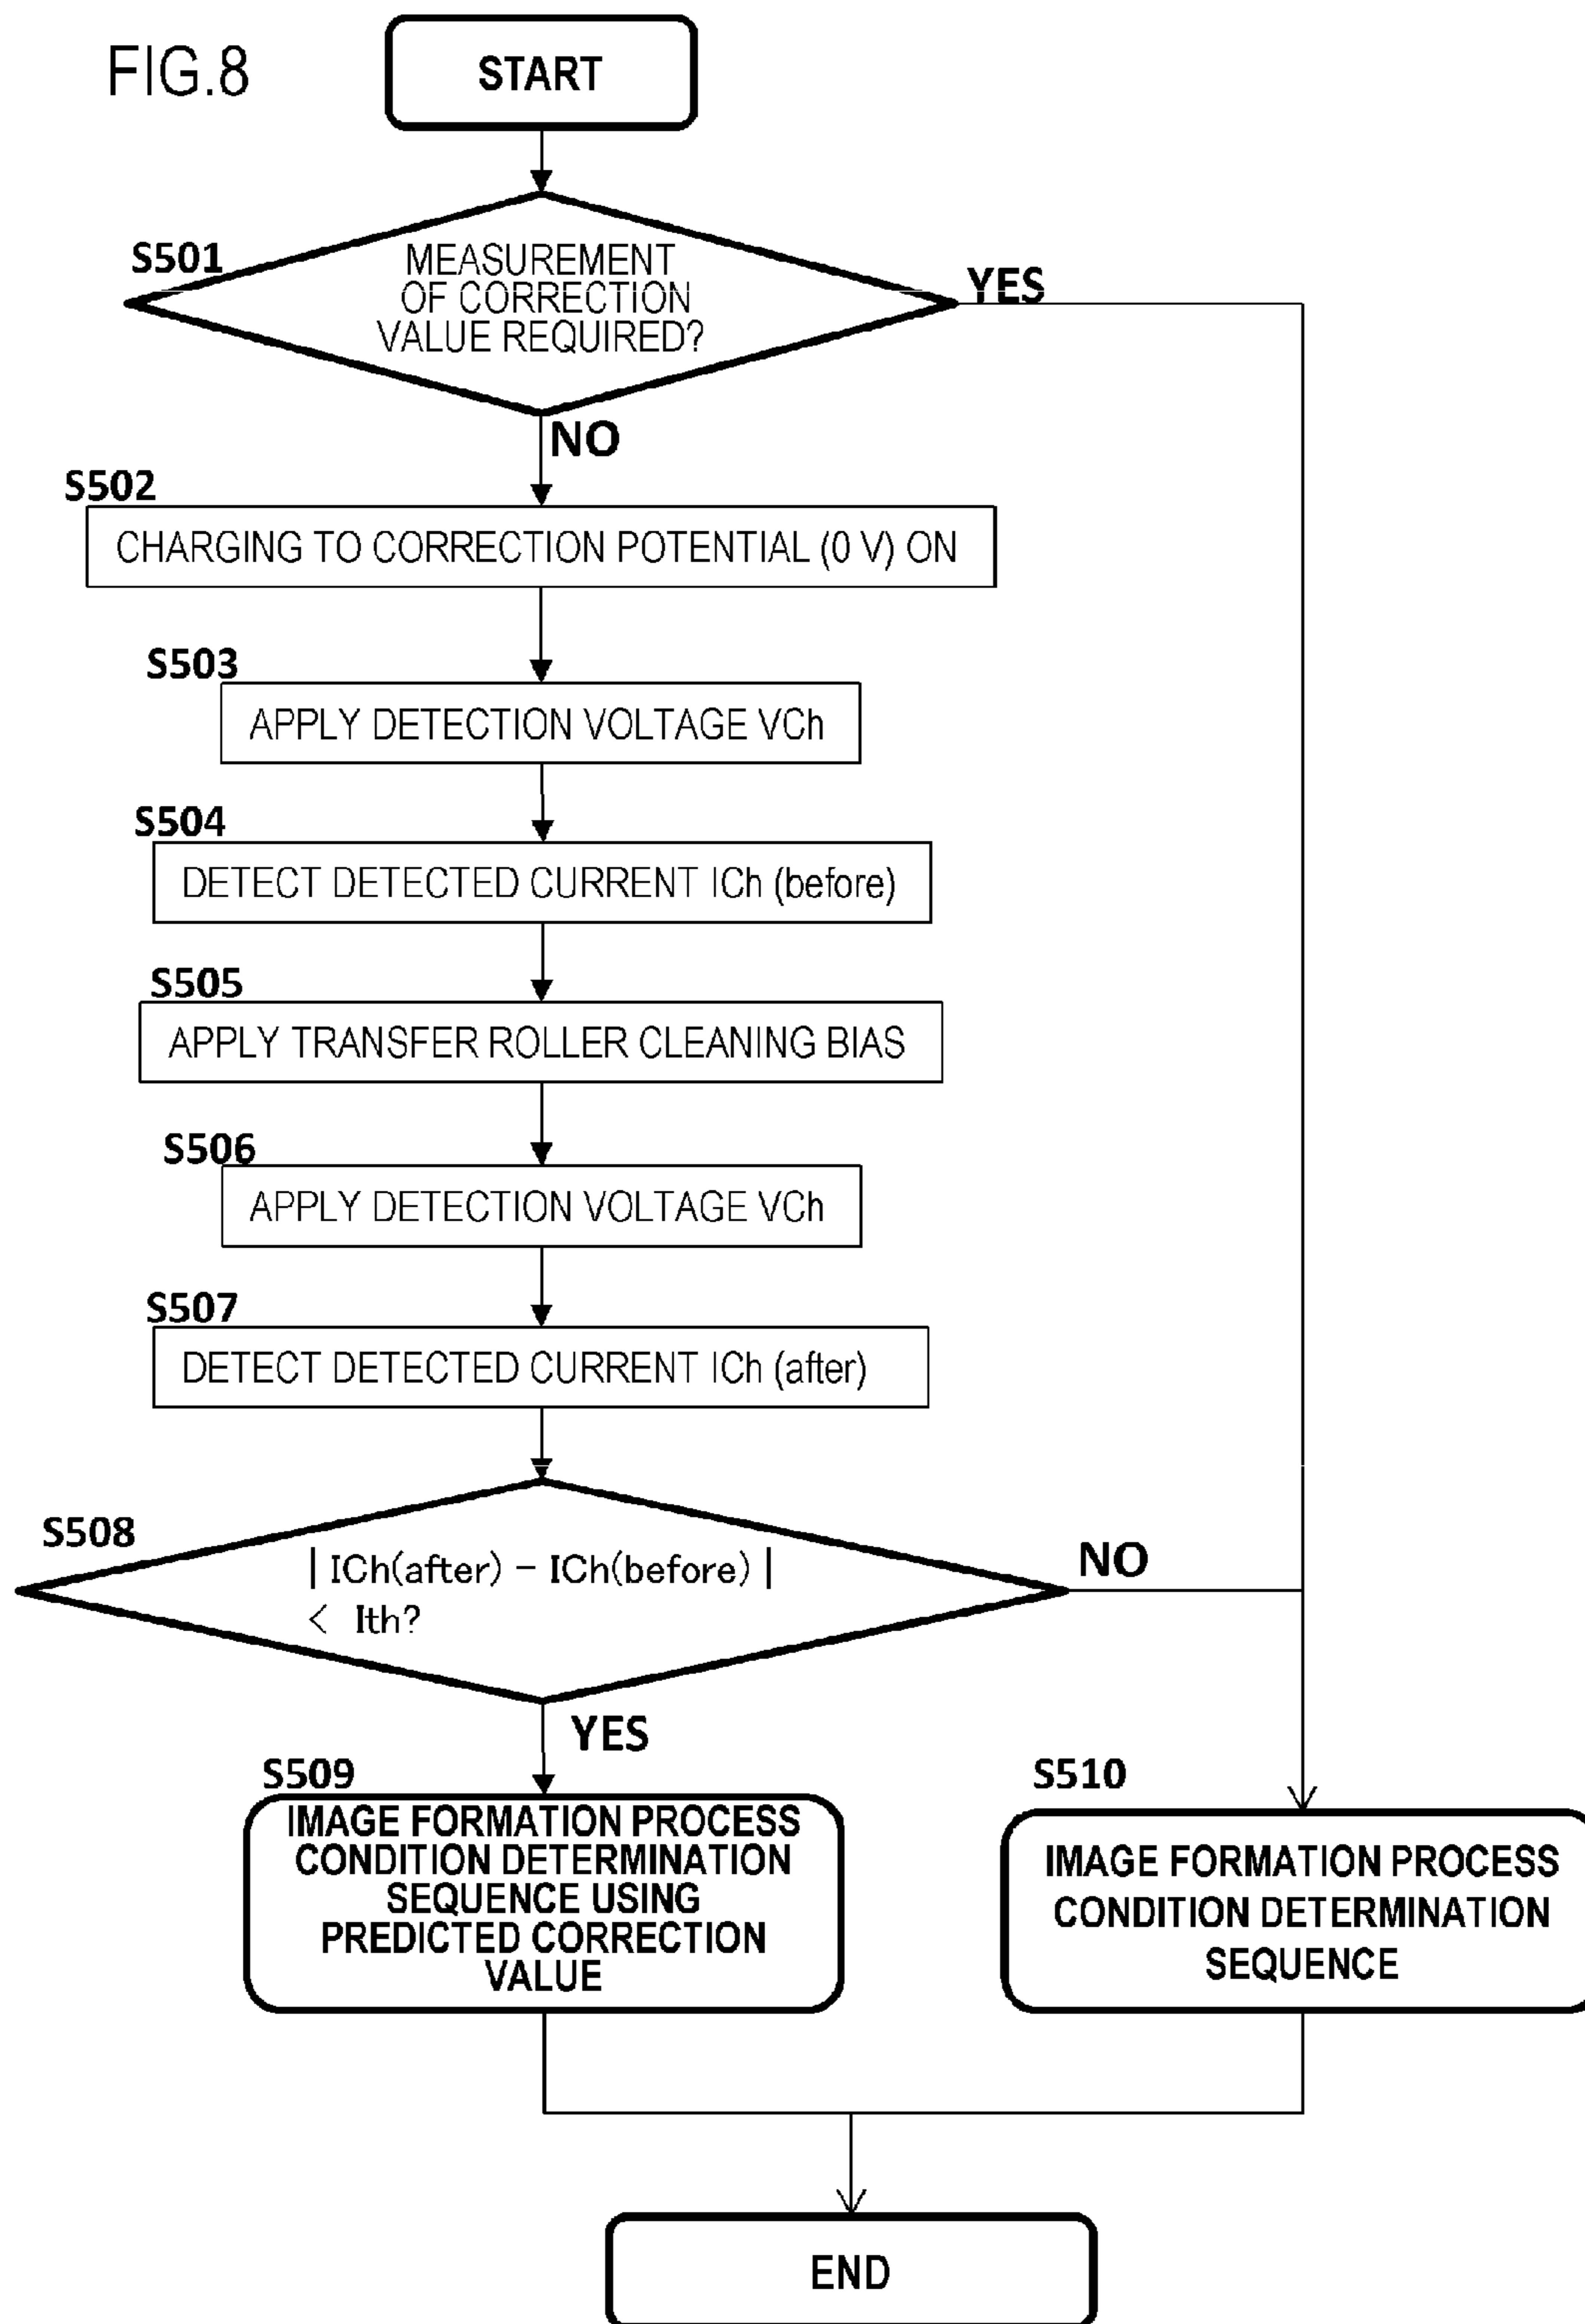 FIG.8
START
S501
MEASUREMENT
OF CORRECTION
VALUE REQUIRED?
YES
NO
S502
CHARGING TO CORRECTION POTENTIAL (0 V) ON
S503
APPLY DETECTION VOLTAGE VCh
S504
DETECT DETECTED CURRENT ICh (before)
S505
APPLY TRANSFER ROLLER CLEANING BIAS
S506
APPLY DETECTION VOLTAGE VCh
S507
DETECT DETECTED CURRENT ICh (after)
S508
| ICh(after) − ICh(before) |
< Ith?
NO
YES
S509
IMAGE FORMATION PROCESS
CONDITION DETERMINATION
SEQUENCE USING
PREDICTED CORRECTION
VALUE
S510
IMAGE FORMATION PROCESS
CONDITION DETERMINATION
SEQUENCE
END